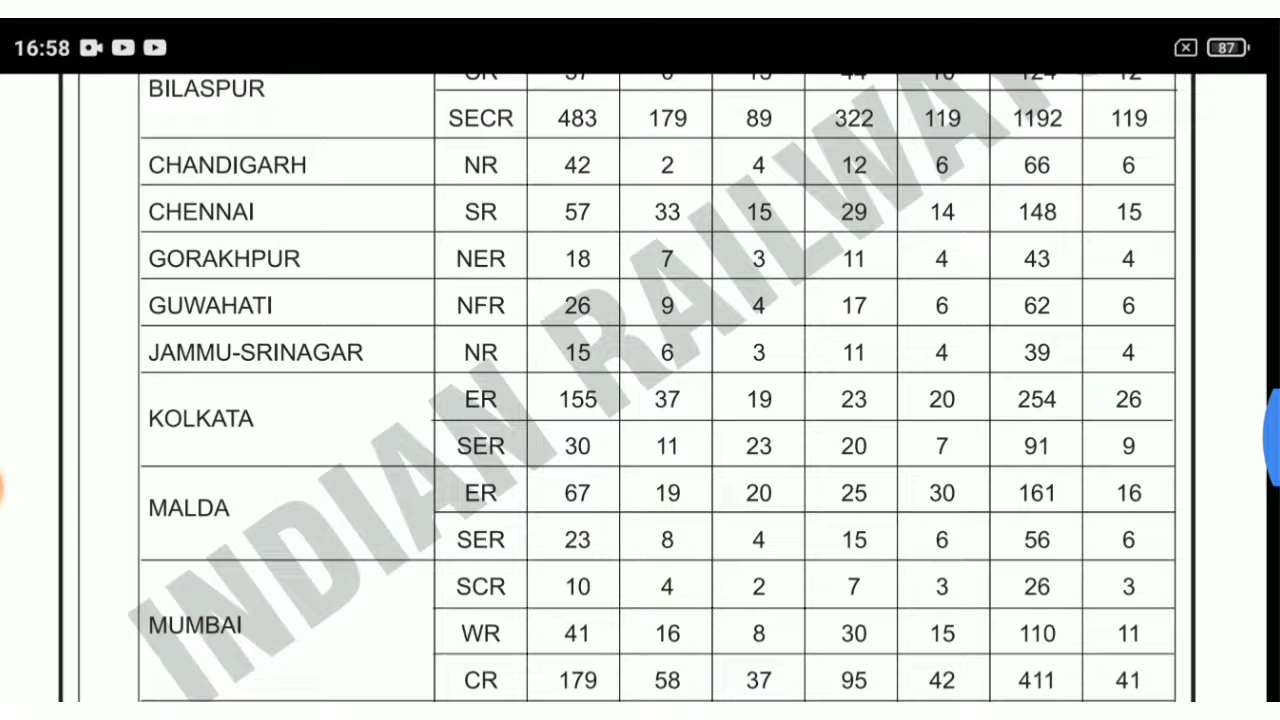 16:58 87
BILASPUR
SECR 483 179 89 322 119 1192 119
CHANDIGARH NR 42 2 4 12 6 66 6
CHENNAI SR 57 33 15 29 14 148 15
GORAKHPUR NER 18 7 3 11 4 43 4
GUWAHATI NFR 26 9 4 17 6 62 6
JAMMU-SRINAGAR NR 15 6 3 11 4 39 4
KOLKATA ER 155 37 19 23 20 254 26
SER 30 11 23 20 7 91 9
MALDA ER 67 19 20 25 30 161 16
SER 23 8 4 15 6 56 6
MUMBAI SCR 10 4 2 7 3 26 3
WR 41 16 8 30 15 110 11
CR 179 58 37 95 42 411 41
INDIAN RAILWAY